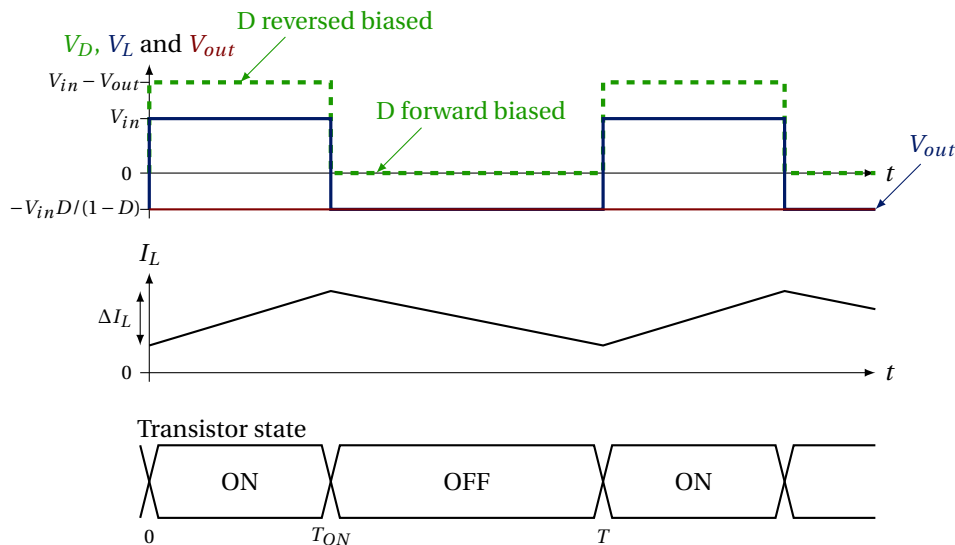 D reversed biased
V_D, V_L and V_out
V_in − V_out
D forward biased
V_in
V_out
0
t
−V_in D/(1 − D)
I_L
ΔI_L
0
t
Transistor state
ON OFF ON
0 T_ON T